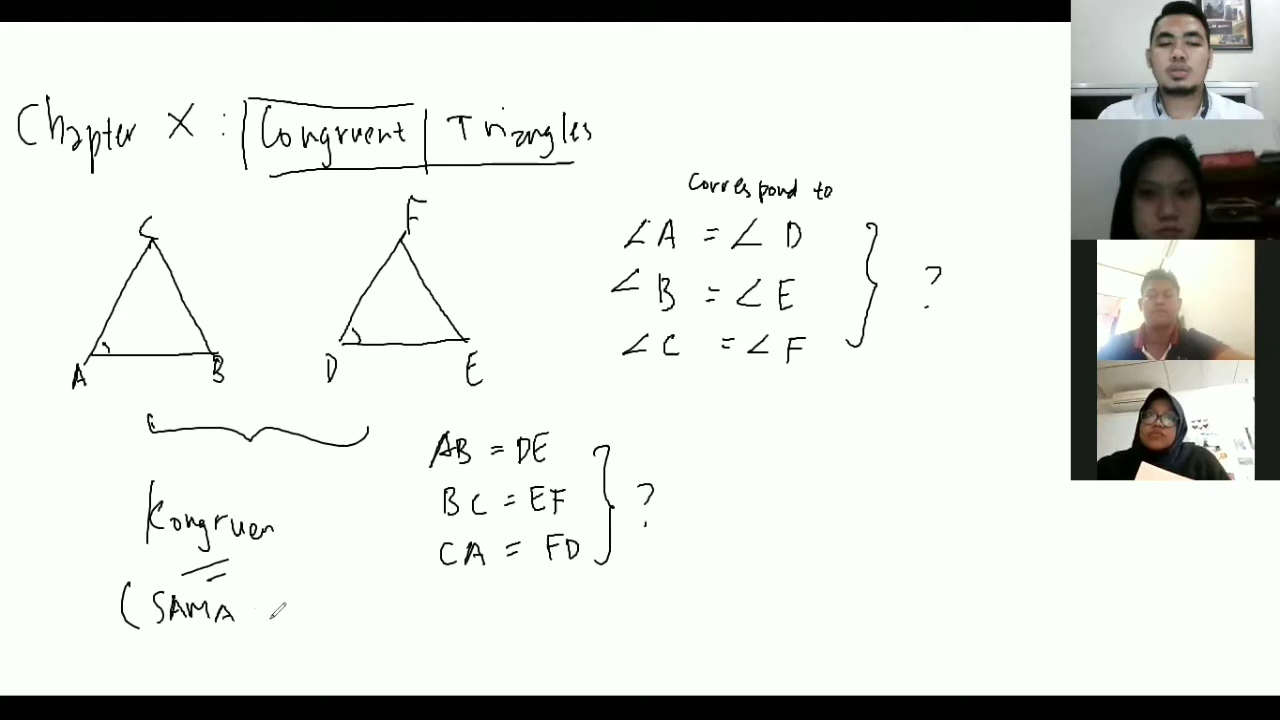 Chapter X : Congruent Triangles
C
F
A
B
D
E
Correspond to
∠A = ∠D
∠B = ∠E
∠C = ∠F
?
AB = DE
BC = EF
CA = FD
?
Kongruen
(SAMA